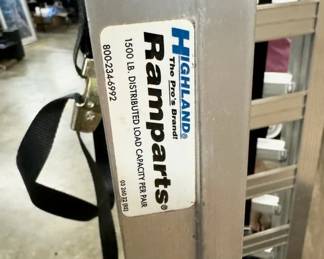 HIGHLAND®
The Pro's Brand!
Ramparts®
1500 LB. DISTRIBUTED LOAD CAPACITY PER PAIR
800-234-6992